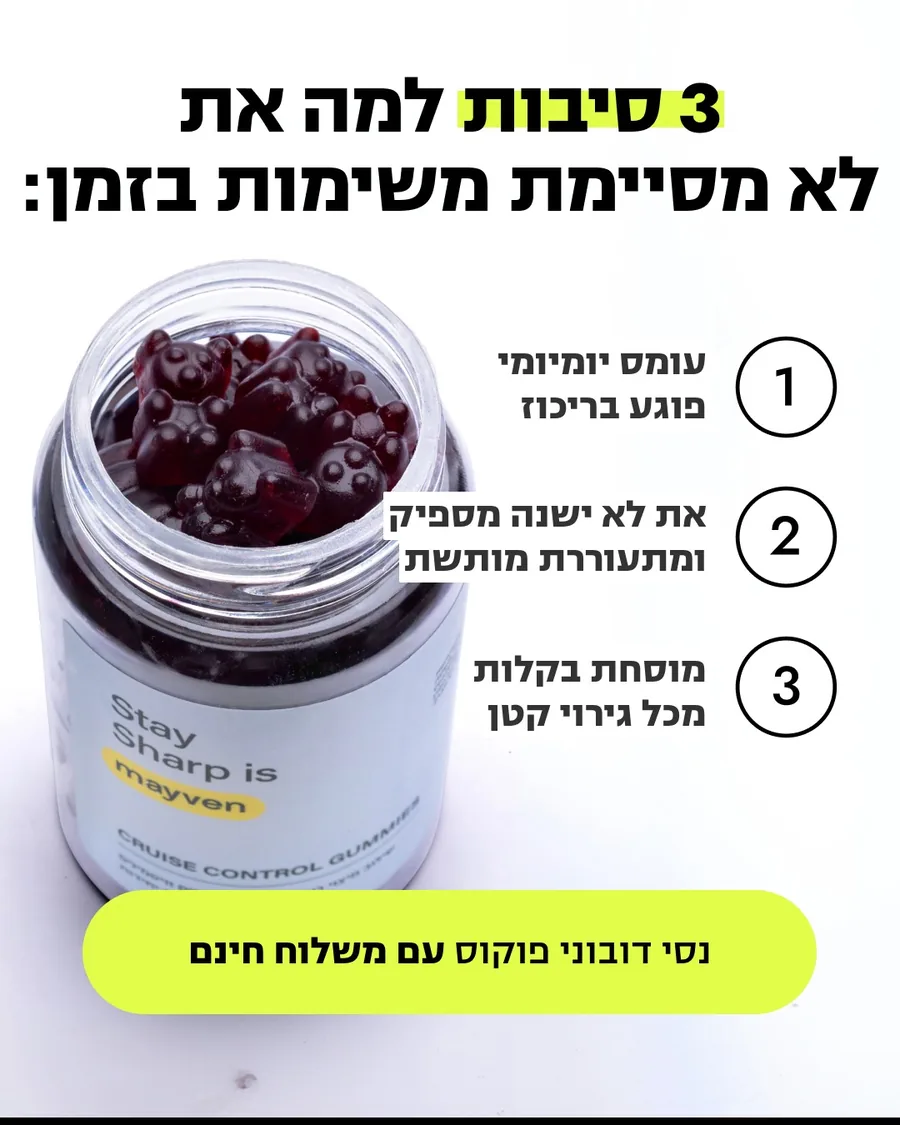 3 סיבות למה את
לא מסיימת משימות בזמן:
עומס יומיומי
פוגע בריכוז
1
את לא ישנה מספיק
ומתעוררת מותשת
2
מוסחת בקלות
מכל גירוי קטן
3
Stay
Sharp is
mayven
CRUISE CONTROL GUMMIES
נסי דובוני פוקוס עם משלוח חינם